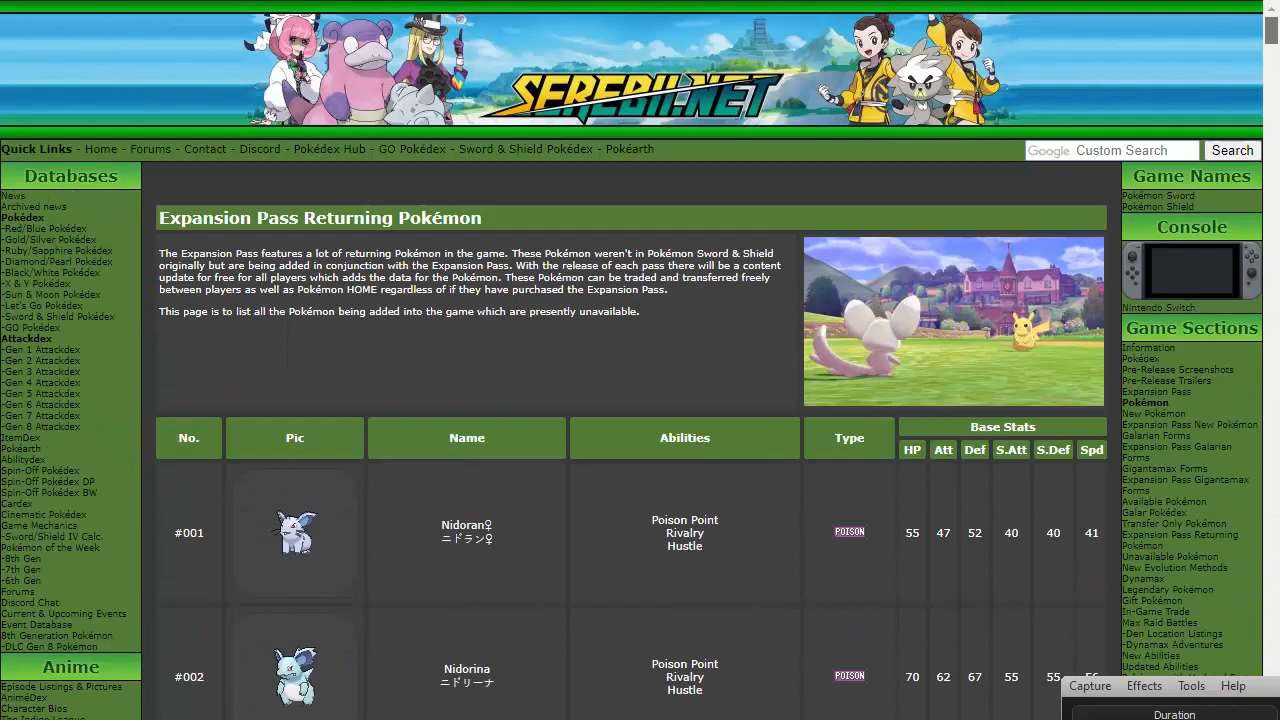 SEREBII.NET
Quick Links - Home - Forums - Contact - Discord - Pokédex Hub - GO Pokédex - Sword & Shield Pokédex - Pokéarth
Google Custom Search Search
Databases
News
Archived news
Pokédex
-Red/Blue Pokédex
-Gold/Silver Pokédex
-Ruby/Sapphire Pokédex
-Diamond/Pearl Pokédex
-Black/White Pokédex
-X & Y Pokédex
-Sun & Moon Pokédex
-Let's Go Pokédex
-Sword & Shield Pokédex
-GO Pokédex
Attackdex
-Gen 1 Attackdex
-Gen 2 Attackdex
-Gen 3 Attackdex
-Gen 4 Attackdex
-Gen 5 Attackdex
-Gen 6 Attackdex
-Gen 7 Attackdex
-Gen 8 Attackdex
ItemDex
Pokéarth
Abilitydex
Spin-Off Pokédex
Spin-Off Pokédex DP
Spin-Off Pokédex BW
Cardex
Cinematic Pokédex
Game Mechanics
-Sword/Shield IV Calc.
Pokémon of the Week
-8th Gen
-7th Gen
-6th Gen
Forums
Discord Chat
Current & Upcoming Events
Event Database
8th Generation Pokémon
-DLC Gen 8 Pokémon
Anime
Episode Listings & Pictures
AniméDex
Character Bios
The Indigo League
Expansion Pass Returning Pokémon
The Expansion Pass features a lot of returning Pokémon in the game. These Pokémon weren't in Pokémon Sword & Shield
originally but are being added in conjunction with the Expansion Pass. With the release of each pass there will be a content
update for free for all players which adds the data for the Pokémon. These Pokémon can be traded and transferred freely
between players as well as Pokémon HOME regardless of if they have purchased the Expansion Pass.
This page is to list all the Pokémon being added into the game which are presently unavailable.
No. Pic Name Abilities Type Base Stats
HP Att Def S.Att S.Def Spd
#001 Nidoran♀ Poison Point POISON 55 47 52 40 40 41
ニドラン♀ Rivalry
Hustle
#002 Nidorina Poison Point POISON 70 62 67 55 55 56
ニドリーナ Rivalry
Hustle
Game Names
Pokémon Sword
Pokémon Shield
Console
Nintendo Switch
Game Sections
Information
Pokédex
Pre-Release Screenshots
Pre-Release Trailers
Expansion Pass
Pokémon
New Pokémon
Expansion Pass New Pokémon
Galarian Forms
Expansion Pass Galarian
Forms
Gigantamax Forms
Expansion Pass Gigantamax
Forms
Available Pokémon
Galar Pokédex
Transfer Only Pokémon
Expansion Pass Returning
Pokémon
Unavailable Pokémon
New Evolution Methods
Dynamax
Legendary Pokémon
Gift Pokémon
In-Game Trade
Max Raid Battles
-Den Location Listings
-Dynamax Adventures
New Abilities
Updated Abilities
Capture Effects Tools Help
Duration